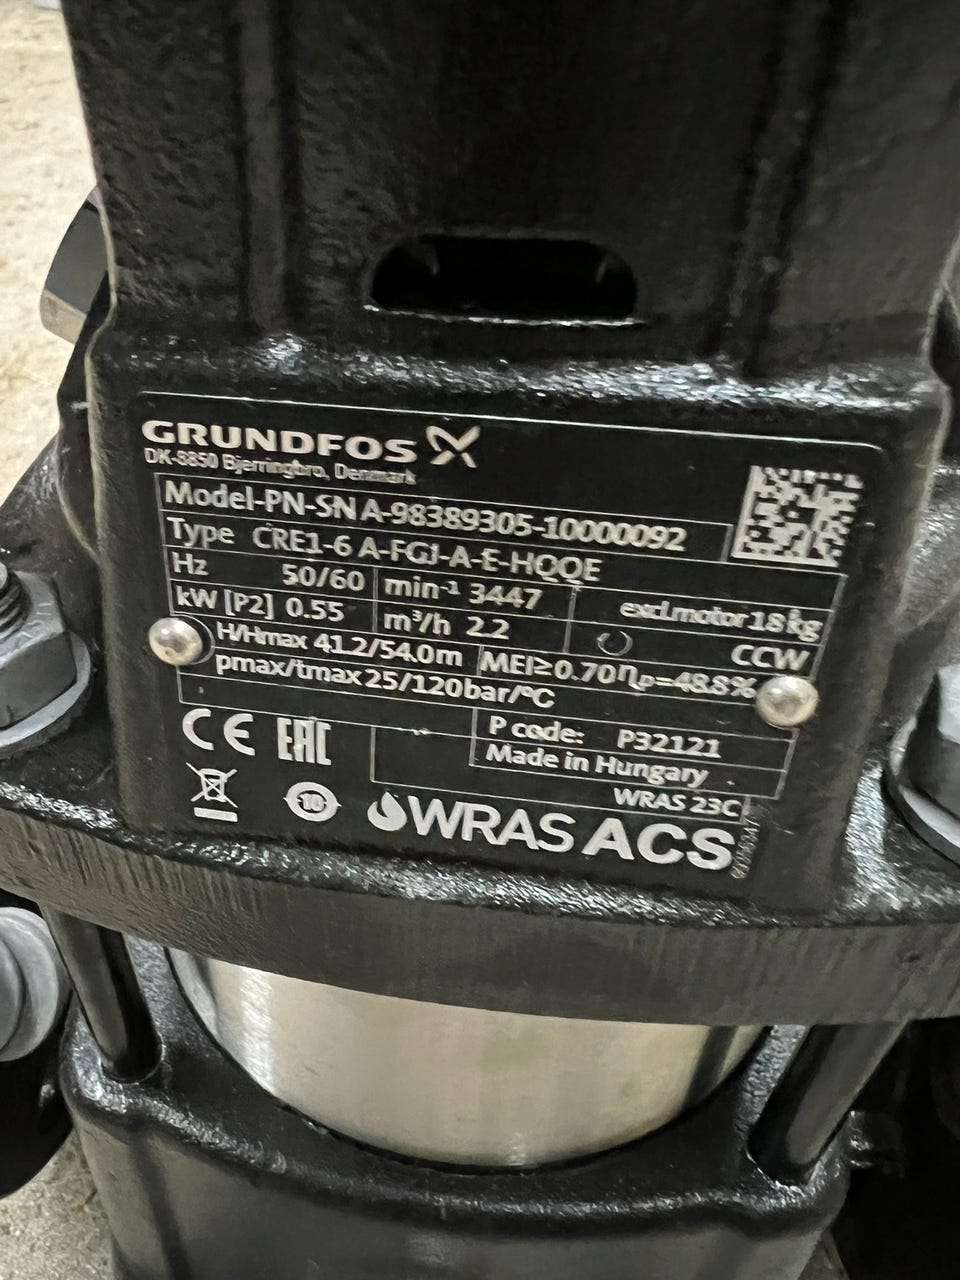 GRUNDFOS
DK-8850 Bjerringbro, Denmark
Model-PN-SN A-98389305-10000092
Type CRE1-6 A-FGJ-A-E-HQQE
Hz 50/60 min-¹ 3447 excl.motor 18 kg
kW [P2] 0.55 m³/h 2.2 CCW
H/Hmax 41.2/54.0m MEI≥0.70 ηp=48.8%
pmax/tmax 25/120bar/°C
P code: P32121
Made in Hungary
CE EAC
WRAS 23C
10 WRAS ACS